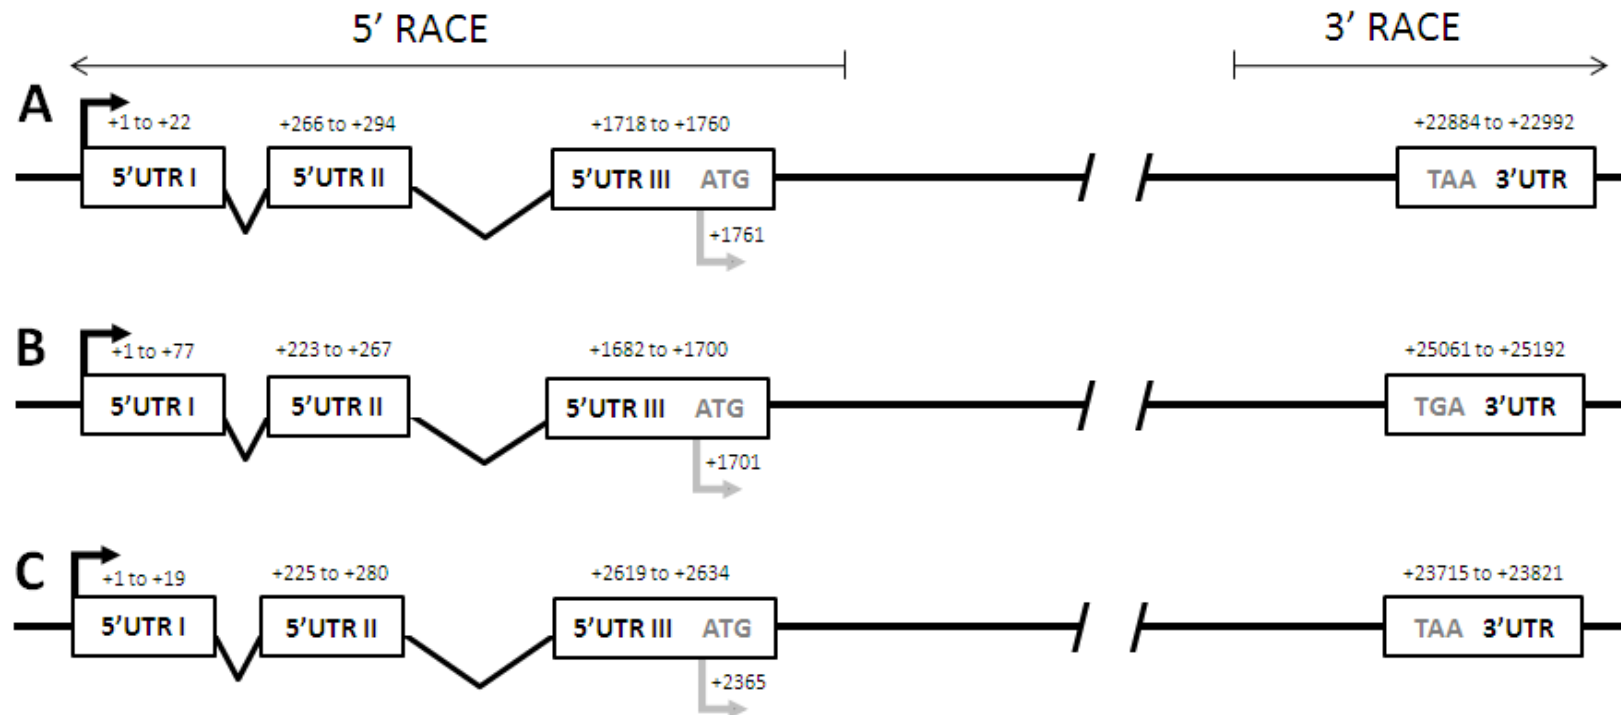 5' RACE 3' RACE
A
+1 to +22 +266 to +294 +1718 to +1760 +22884 to +22992
5'UTR I 5'UTR II 5'UTR III ATG TAA 3'UTR
+1761
B
+1 to +77 +223 to +267 +1682 to +1700 +25061 to +25192
5'UTR I 5'UTR II 5'UTR III ATG TGA 3'UTR
+1701
C
+1 to +19 +225 to +280 +2619 to +2634 +23715 to +23821
5'UTR I 5'UTR II 5'UTR III ATG TAA 3'UTR
+2365